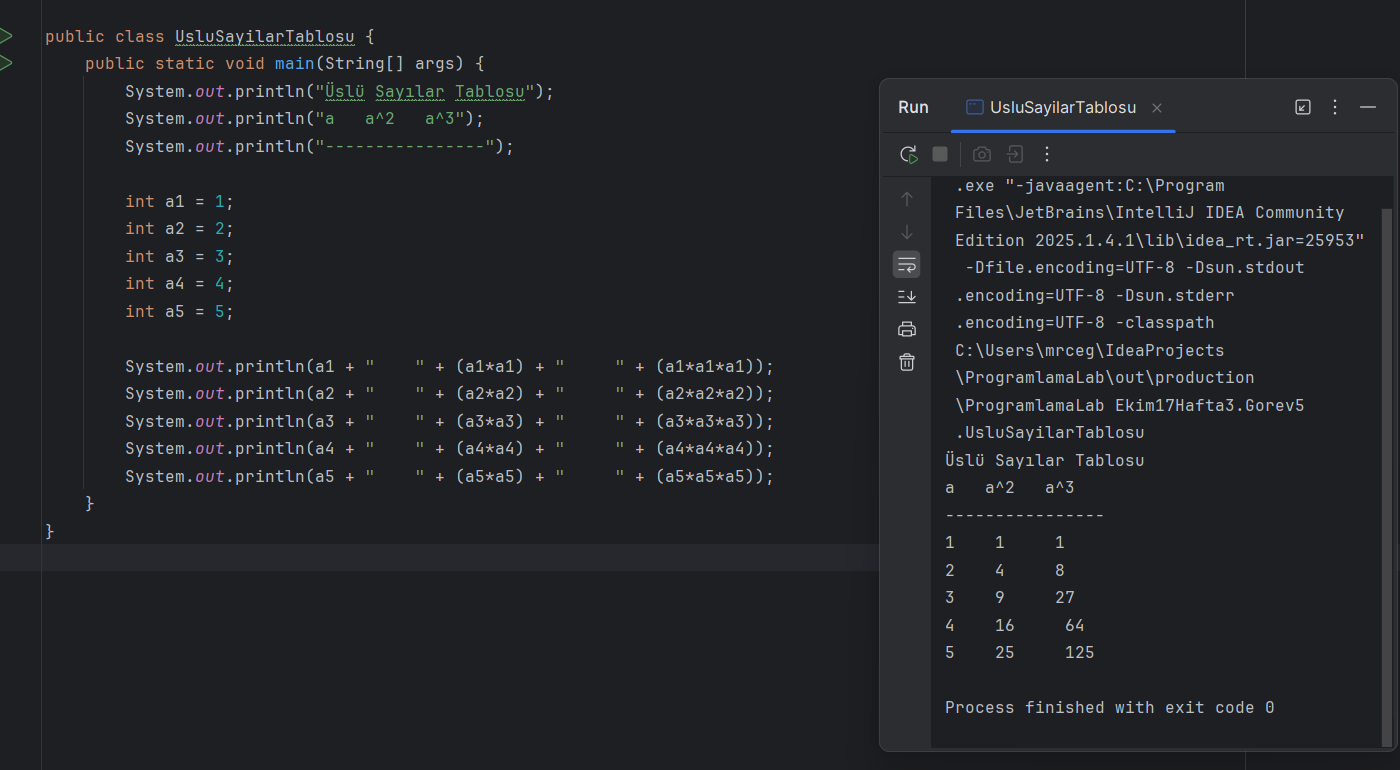 public class UsluSayilarTablosu {
    public static void main(String[] args) {
        System.out.println("Üslü Sayılar Tablosu");
        System.out.println("a   a^2   a^3");
        System.out.println("----------------");

        int a1 = 1;
        int a2 = 2;
        int a3 = 3;
        int a4 = 4;
        int a5 = 5;

        System.out.println(a1 + "    " + (a1*a1) + "     " + (a1*a1*a1));
        System.out.println(a2 + "    " + (a2*a2) + "     " + (a2*a2*a2));
        System.out.println(a3 + "    " + (a3*a3) + "     " + (a3*a3*a3));
        System.out.println(a4 + "    " + (a4*a4) + "     " + (a4*a4*a4));
        System.out.println(a5 + "    " + (a5*a5) + "     " + (a5*a5*a5));
    }
}
Run UsluSayilarTablosu
.exe "-javaagent:C:\Program
Files\JetBrains\IntelliJ IDEA Community
Edition 2025.1.4.1\lib\idea_rt.jar=25953"
-Dfile.encoding=UTF-8 -Dsun.stdout
.encoding=UTF-8 -Dsun.stderr
.encoding=UTF-8 -classpath
C:\Users\mrceg\IdeaProjects
\ProgramlamaLab\out\production
\ProgramlamaLab Ekim17Hafta3.Gorev5
.UsluSayilarTablosu
Üslü Sayılar Tablosu
a   a^2   a^3
----------------
1    1     1
2    4     8
3    9     27
4    16     64
5    25     125

Process finished with exit code 0